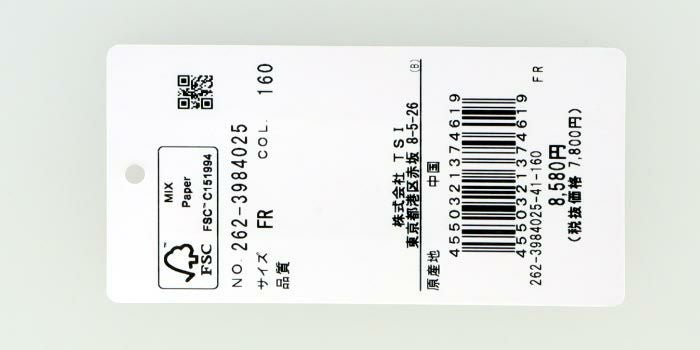 FSC
MIX
Paper
FSC™ C151994
NO. 262-3984025
サイズ FR COL. 160
品質
株式会社 TSI
東京都港区赤坂 8-5-26 (B)
原産地 中国
4550321374619
4550321374619
262-3984025-41-160 FR
8,580円
(税抜価格 7,800円)